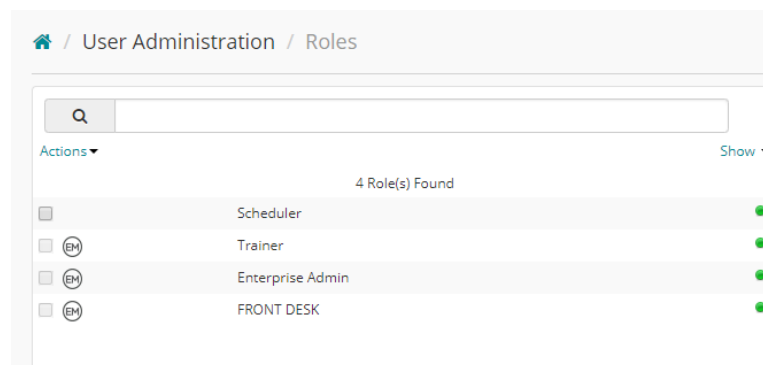 / User Administration / Roles
Actions
Show
4 Role(s) Found
Scheduler
EM Trainer
EM Enterprise Admin
EM FRONT DESK